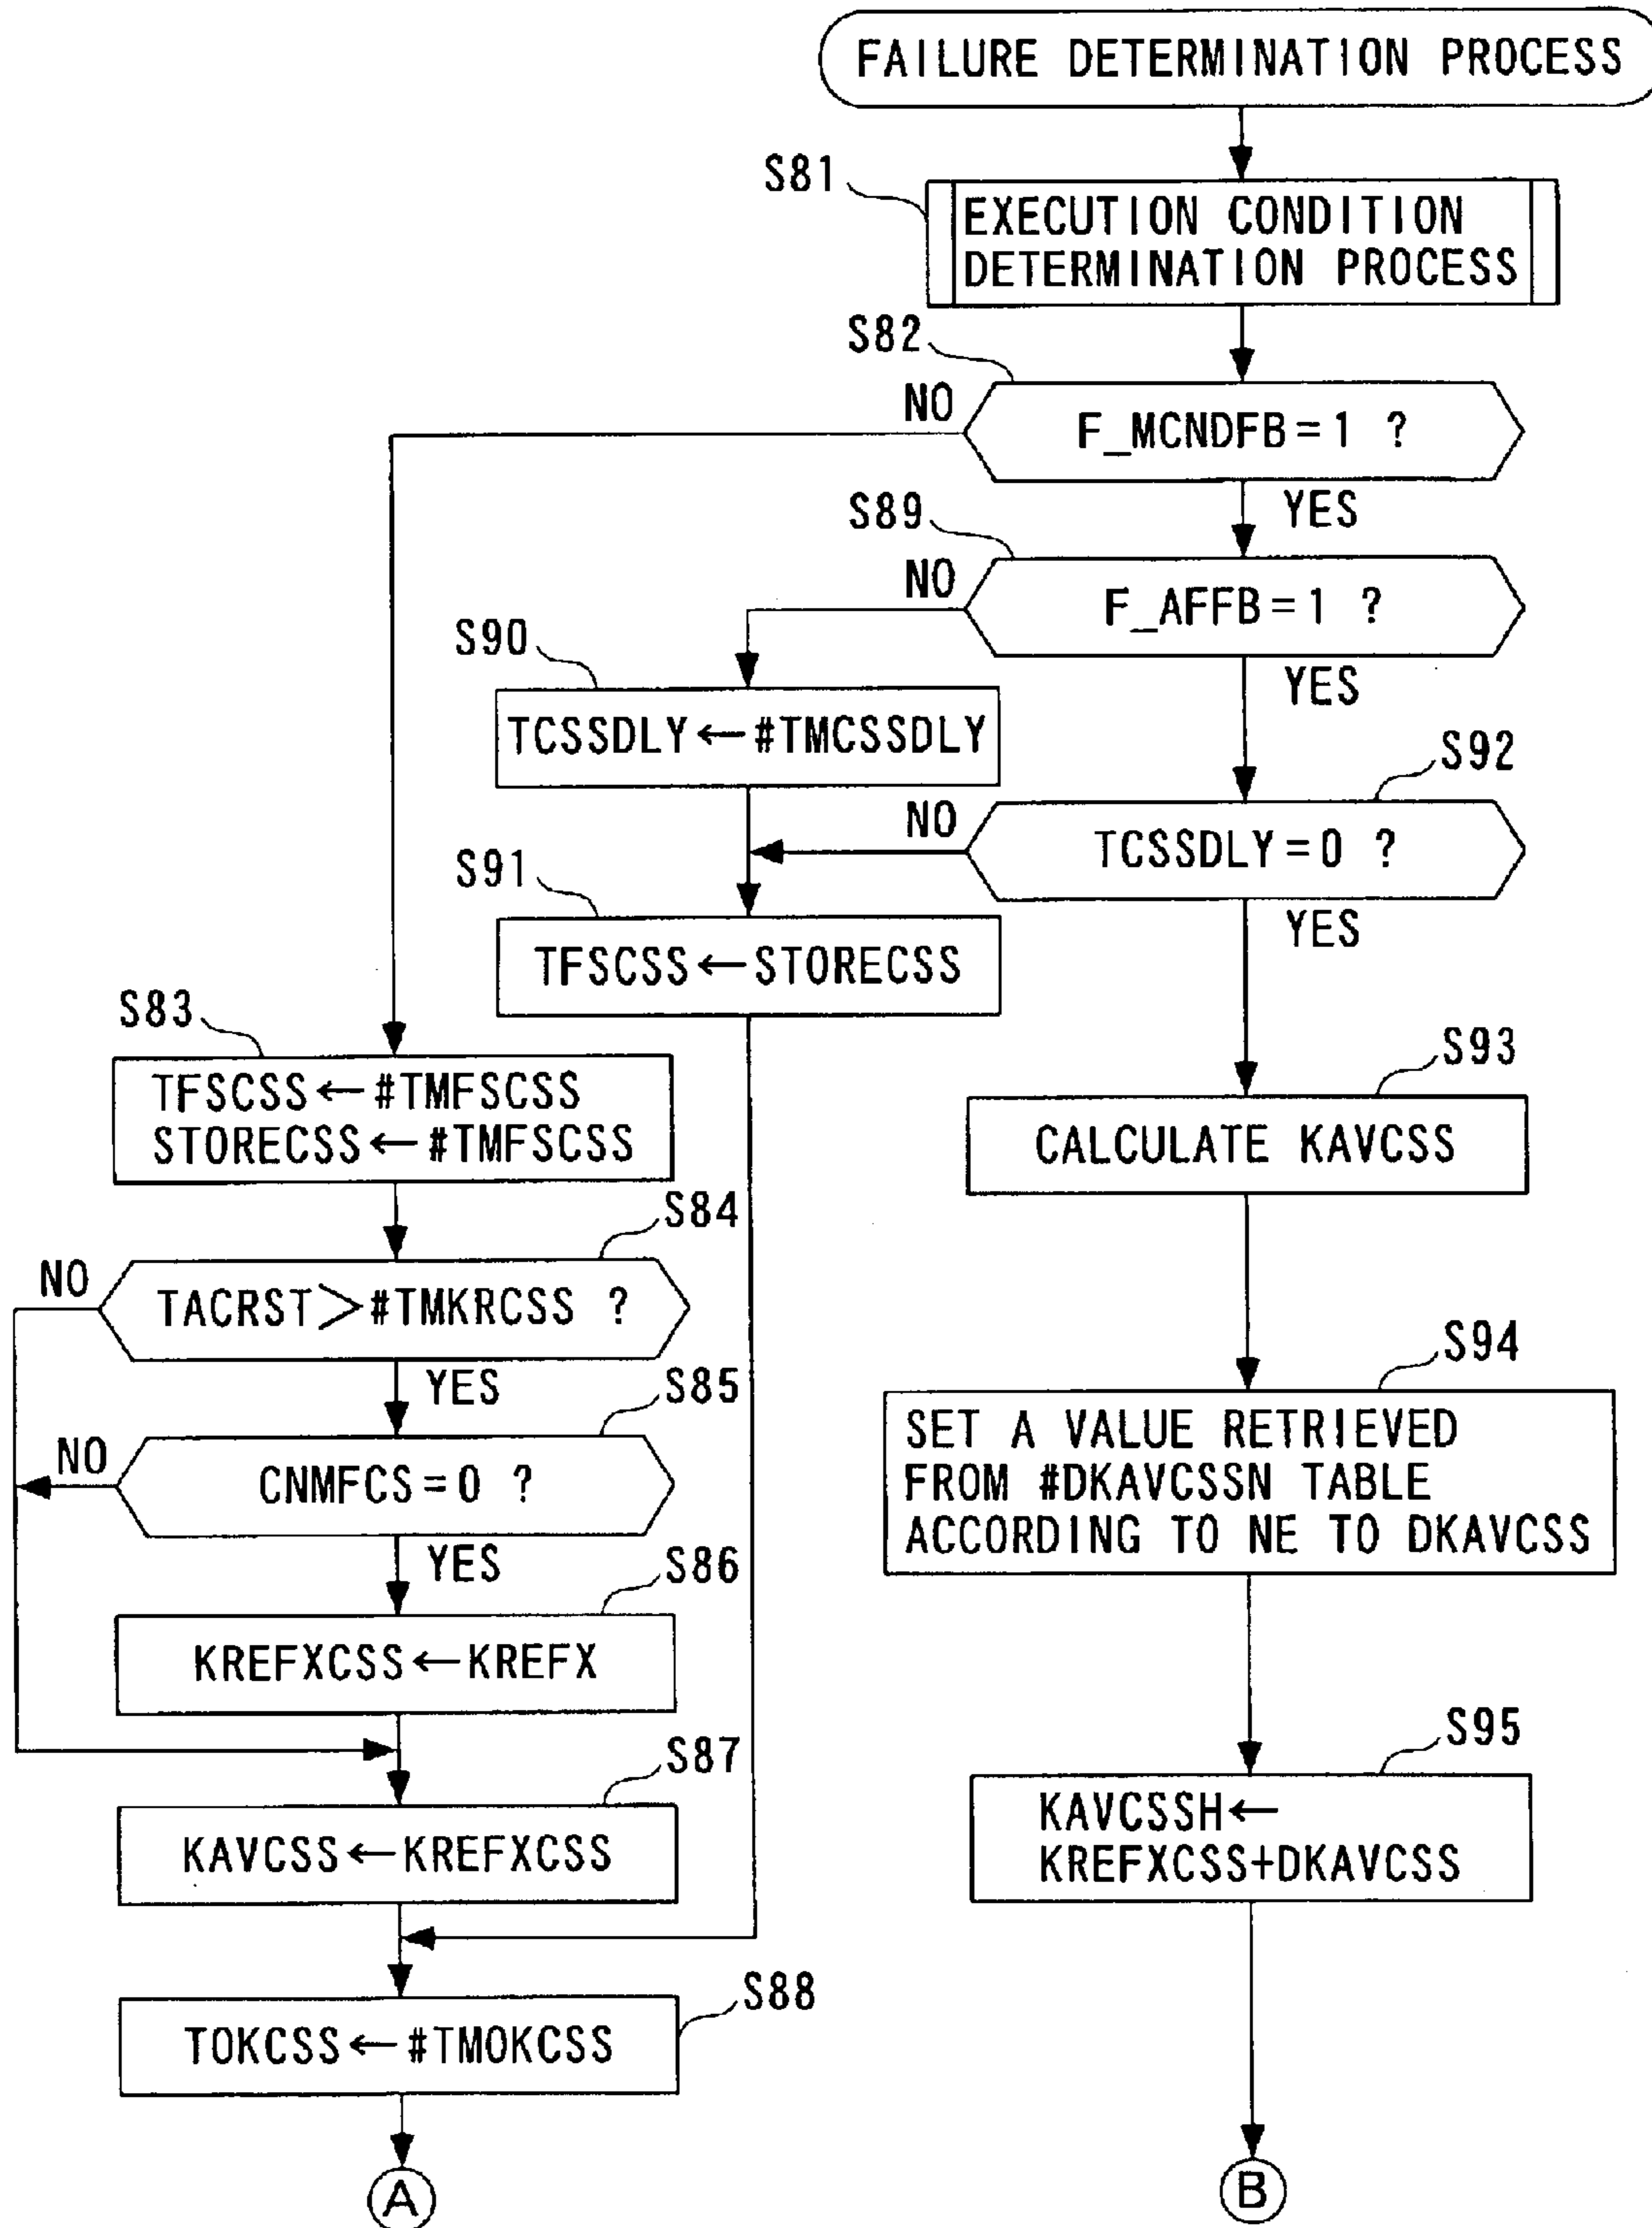 FAILURE DETERMINATION PROCESS
S81
EXECUTION CONDITION
DETERMINATION PROCESS
S82
NO
F_MCNDFB=1 ?
YES
S89
NO
F_AFFB=1 ?
YES
S90
TCSSDLY←#TMCSSDLY
S92
NO
TCSSDLY=0 ?
YES
S91
TFSCSS←STORECSS
S83
TFSCSS←#TMFSCSS
STORECSS←#TMFSCSS
S93
CALCULATE KAVCSS
S84
NO
TACRST>#TMKRCSS ?
YES
S85
NO
CNMFCS=0 ?
YES
S94
SET A VALUE RETRIEVED
FROM #DKAVCSSN TABLE
ACCORDING TO NE TO DKAVCSS
S86
KREFXCSS←KREFX
S87
KAVCSS←KREFXCSS
S95
KAVCSSH←
KREFXCSS+DKAVCSS
S88
TOKCSS←#TMOKCSS
A
B